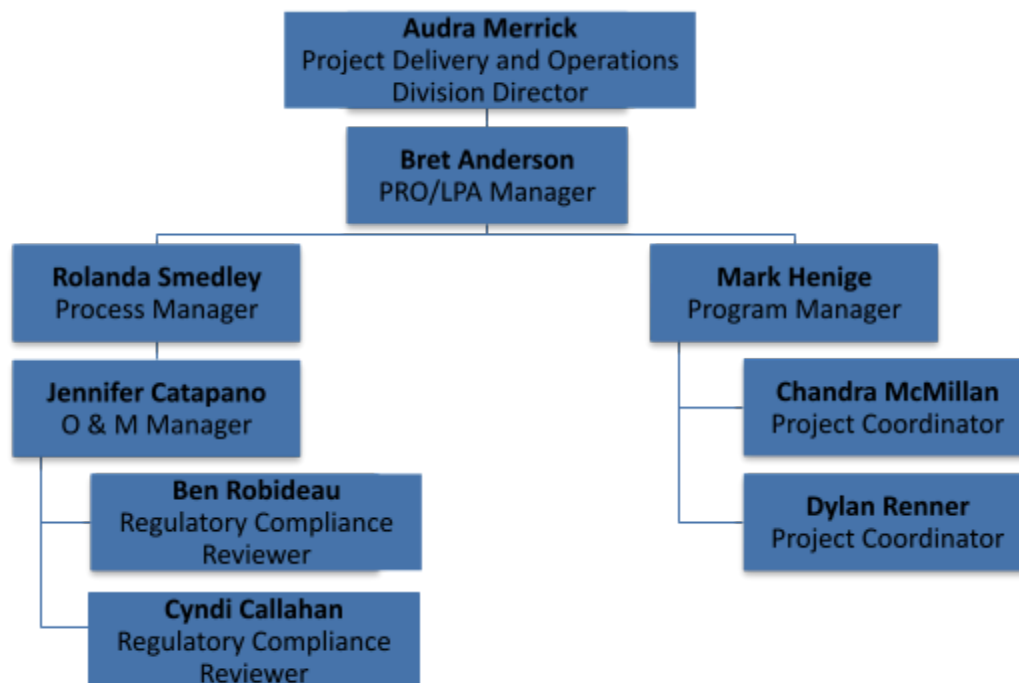 Audra Merrick
Project Delivery and Operations
Division Director
Bret Anderson
PRO/LPA Manager
Rolanda Smedley
Process Manager
Mark Henige
Program Manager
Jennifer Catapano
O & M Manager
Chandra McMillan
Project Coordinator
Ben Robideau
Regulatory Compliance
Reviewer
Dylan Renner
Project Coordinator
Cyndi Callahan
Regulatory Compliance
Reviewer